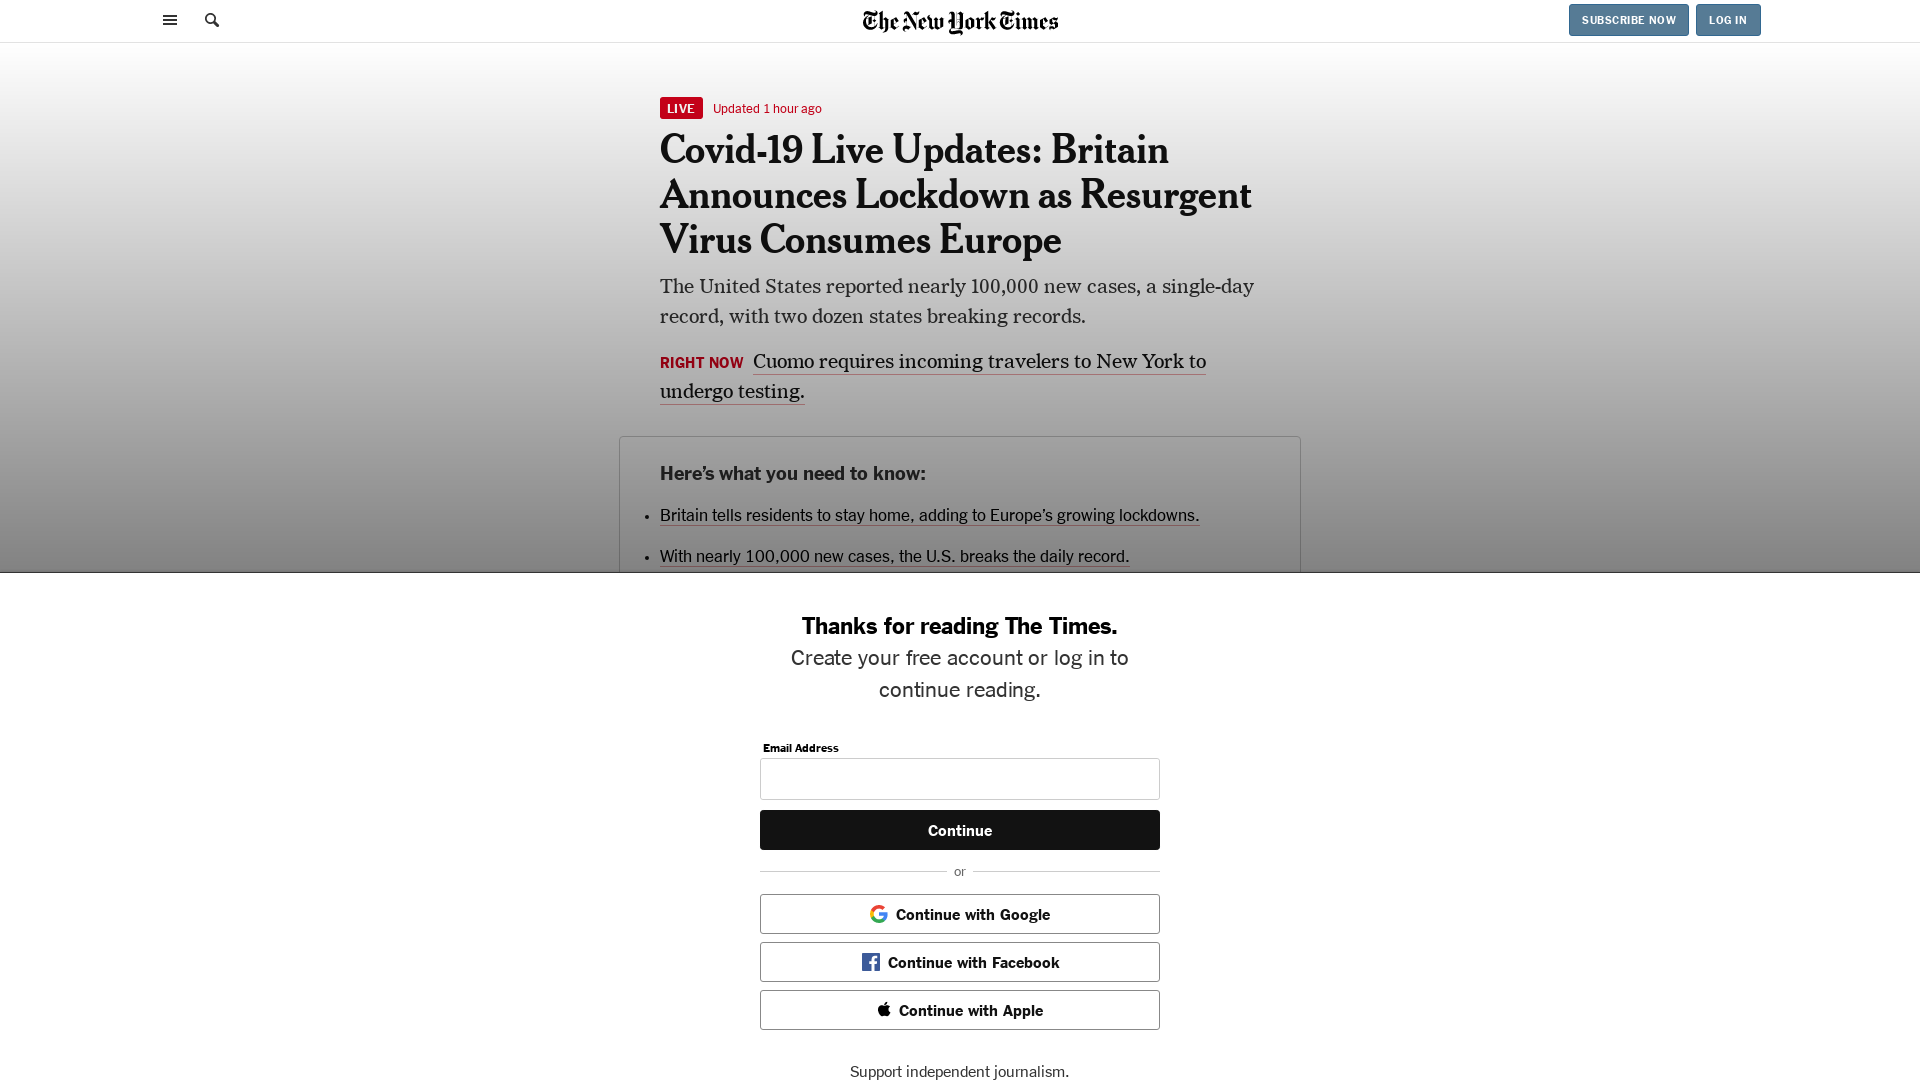 The New York Times
SUBSCRIBE NOW
LOG IN
LIVE
Updated 1 hour ago
Covid-19 Live Updates: Britain
Announces Lockdown as Resurgent
Virus Consumes Europe
The United States reported nearly 100,000 new cases, a single-day
record, with two dozen states breaking records.
RIGHT NOW Cuomo requires incoming travelers to New York to
undergo testing.
Here’s what you need to know:
• Britain tells residents to stay home, adding to Europe’s growing lockdowns.
• With nearly 100,000 new cases, the U.S. breaks the daily record.
Thanks for reading The Times.
Create your free account or log in to
continue reading.
Email Address
Continue
or
Continue with Google
Continue with Facebook
Continue with Apple
Support independent journalism.